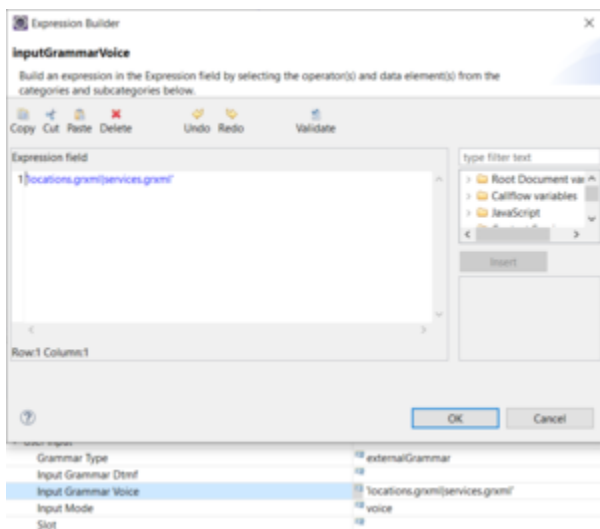 Expression Builder
inputGrammarVoice
Build an expression in the Expression field by selecting the operator(s) and data element(s) from the
categories and subcategories below.
Copy Cut Paste Delete Undo Redo Validate
Expression field
type filter text
1 'locations.grxml|services.grxml'
Root Document var
Callflow variables
JavaScript
Insert
Row:1 Column:1
OK Cancel
User Input
Grammar Type externalGrammar
Input Grammar Dtmf
Input Grammar Voice 'locations.grxml|services.grxml'
Input Mode voice
Slot